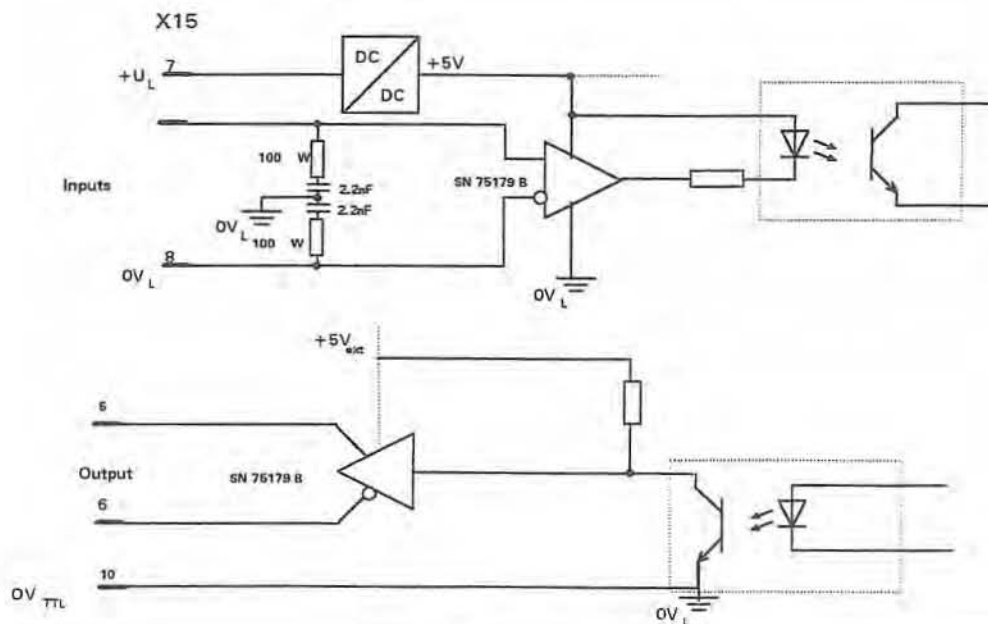 X15
7
+U L
DC
DC
+5V
Inputs
100 W
2.2nF
2.2nF
0V L
100 W
SN 75179 B
8
0V L
0V L
+5V ext
5
Output
SN 75179 B
6
10
0V TTL
0V L